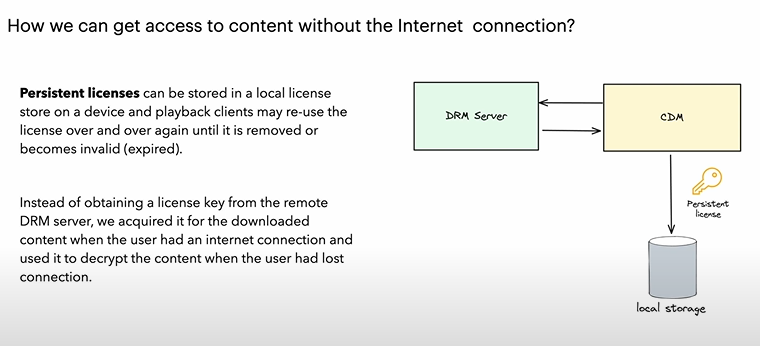 How we can get access to content without the Internet connection?
Persistent licenses can be stored in a local license
store on a device and playback clients may re-use the
license over and over again until it is removed or
becomes invalid (expired).
Instead of obtaining a license key from the remote
DRM server, we acquired it for the downloaded
content when the user had an internet connection and
used it to decrypt the content when the user had lost
connection.
DRM Server
CDM
Persistent
license
local storage